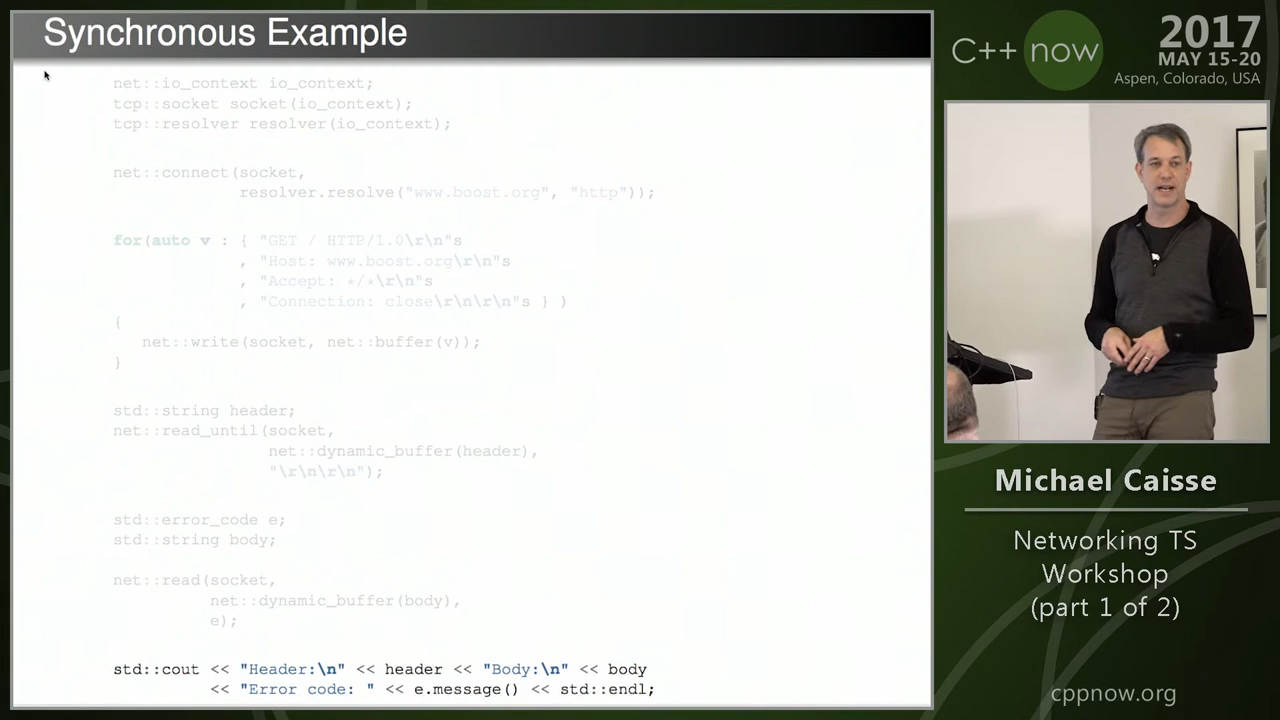 Synchronous Example
net::io_context io_context;
tcp::socket socket(io_context);
tcp::resolver resolver(io_context);
net::connect(socket,
resolver.resolve("www.boost.org", "http"));
for(auto v : { "GET / HTTP/1.0\r\n"s
, "Host: www.boost.org\r\n"s
, "Accept: */*\r\n"s
, "Connection: close\r\n\r\n"s } )
{
net::write(socket, net::buffer(v));
}
std::string header;
net::read_until(socket,
net::dynamic_buffer(header),
"\r\n\r\n");
std::error_code e;
std::string body;
net::read(socket,
net::dynamic_buffer(body),
e);
std::cout << "Header:\n" << header << "Body:\n" << body
<< "Error code: " << e.message() << std::endl;
C++ now
2017
MAY 15-20
Aspen, Colorado, USA
Michael Caisse
Networking TS
Workshop
(part 1 of 2)
cppnow.org